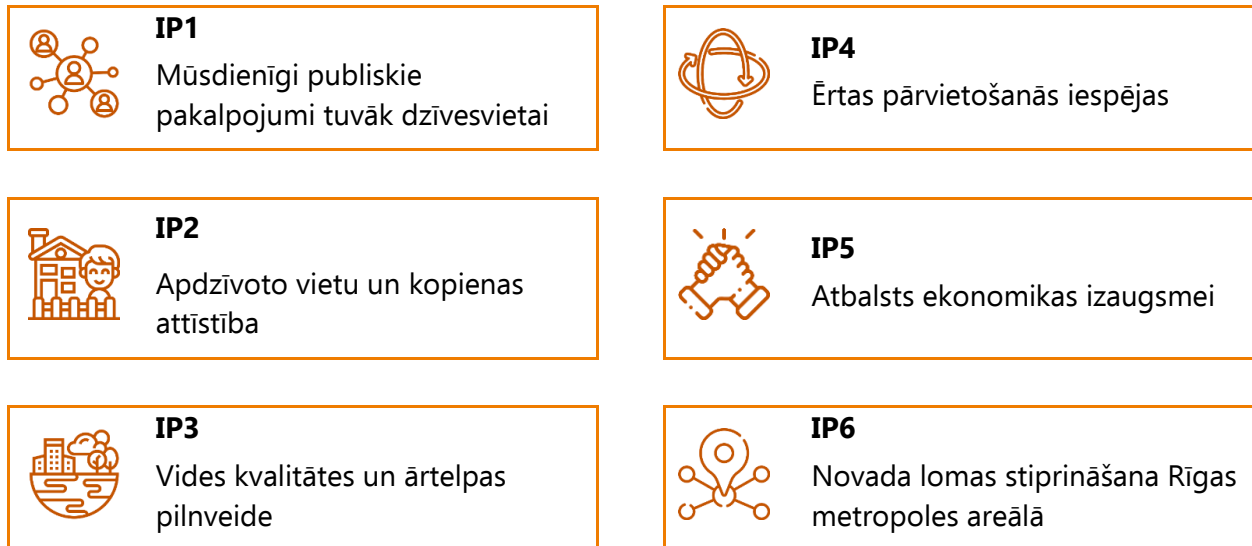 IP1
Mūsdienīgi publiskie
pakalpojumi tuvāk dzīvesvietai
IP2
Apdzīvoto vietu un kopienas
attīstība
IP3
Vides kvalitātes un ārtelpas
pilnveide
IP4
Ērtas pārvietošanās iespējas
IP5
Atbalsts ekonomikas izaugsmei
IP6
Novada lomas stiprināšana Rīgas
metropoles areālā